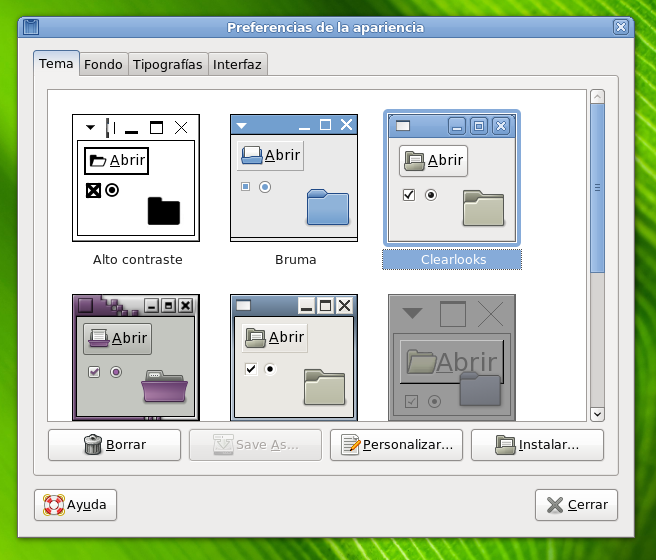 Preferencias de la apariencia
Tema Fondo Tipografías Interfaz
Abrir Abrir Abrir
Alto contraste Bruma Clearlooks
Abrir Abrir Abrir
Borrar Save As... Personalizar... Instalar...
Ayuda Cerrar